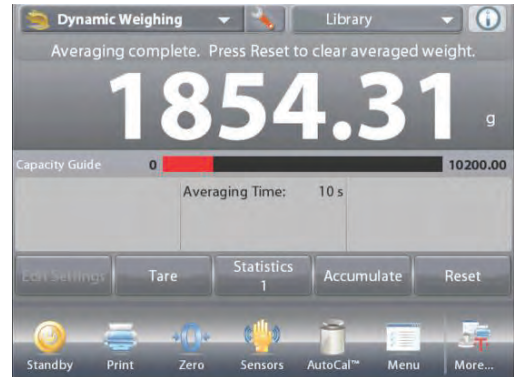 Dynamic Weighing Library
Averaging complete. Press Reset to clear averaged weight.
1854.31 g
Capacity Guide 0 10200.00
Averaging Time: 10 s
Edit Settings Tare Statistics Accumulate Reset
1
Standby Print Zero Sensors AutoCal™ Menu More...